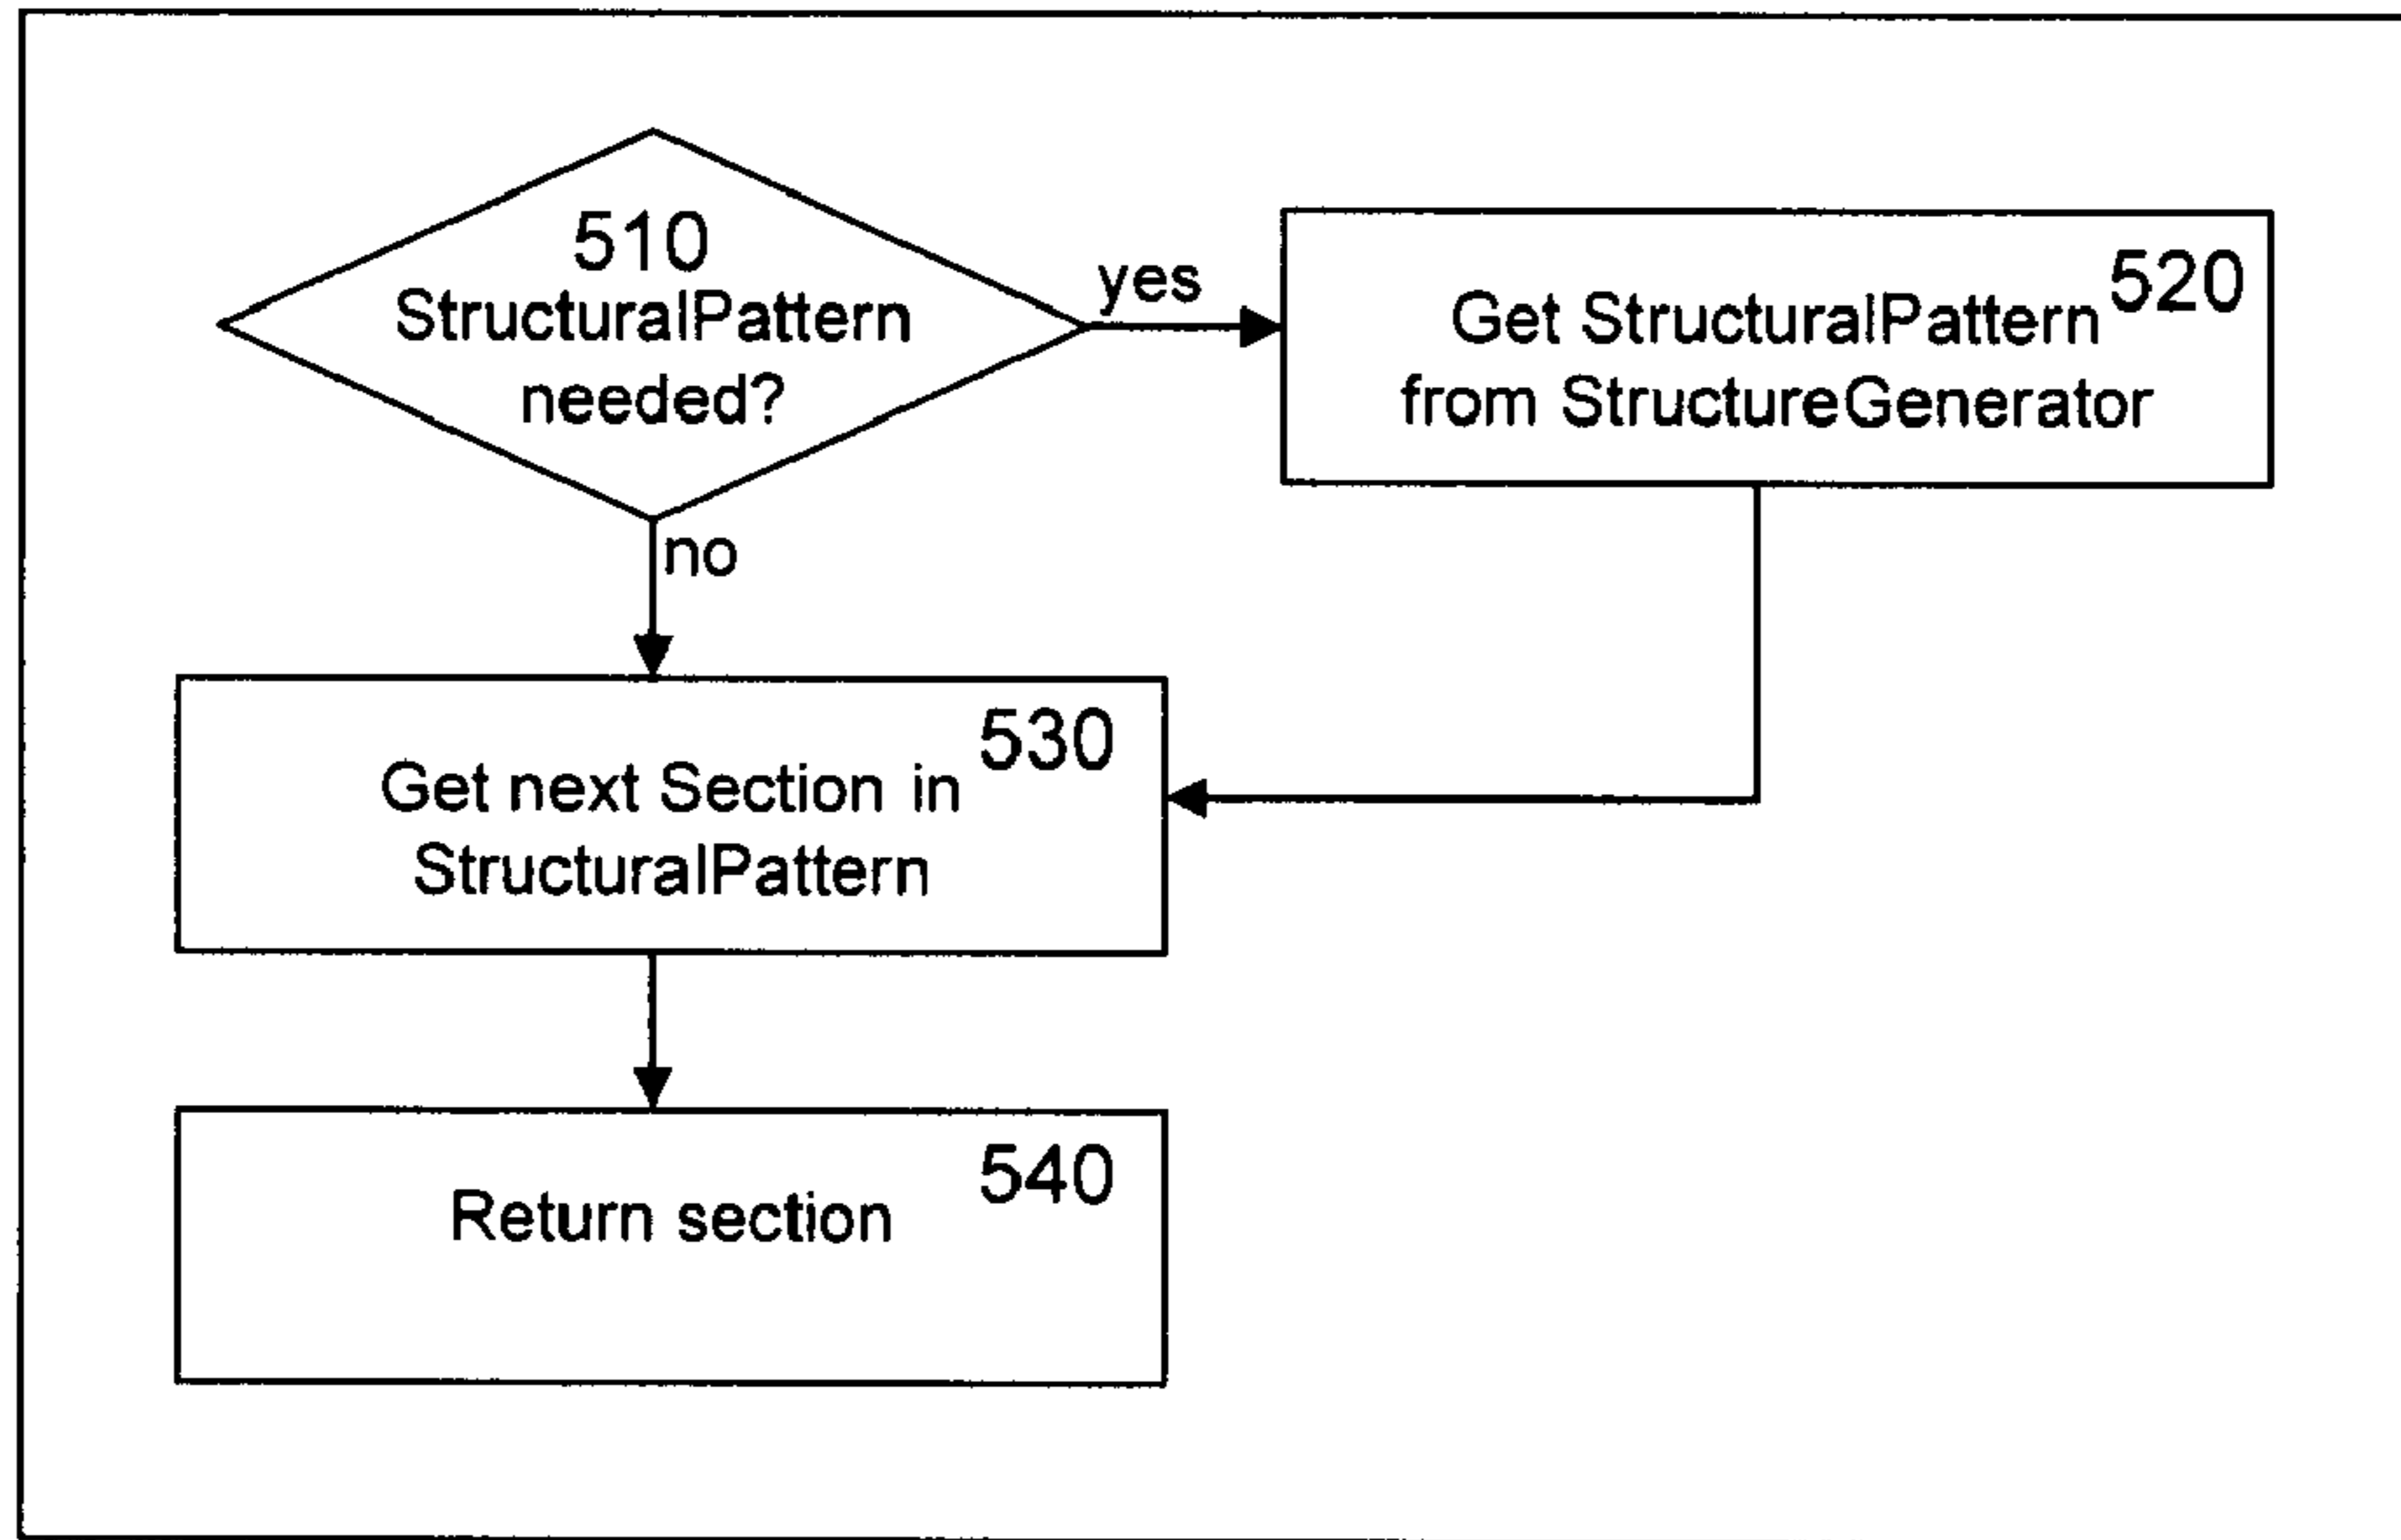 510
StructuralPattern
needed?
yes
520
Get StructuralPattern
from StructureGenerator
no
530
Get next Section in
StructuralPattern
540
Return section